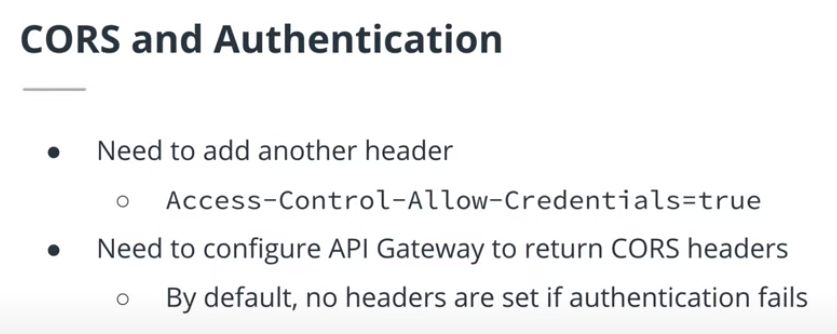 CORS and Authentication
● Need to add another header
○ Access-Control-Allow-Credentials=true
● Need to configure API Gateway to return CORS headers
○ By default, no headers are set if authentication fails